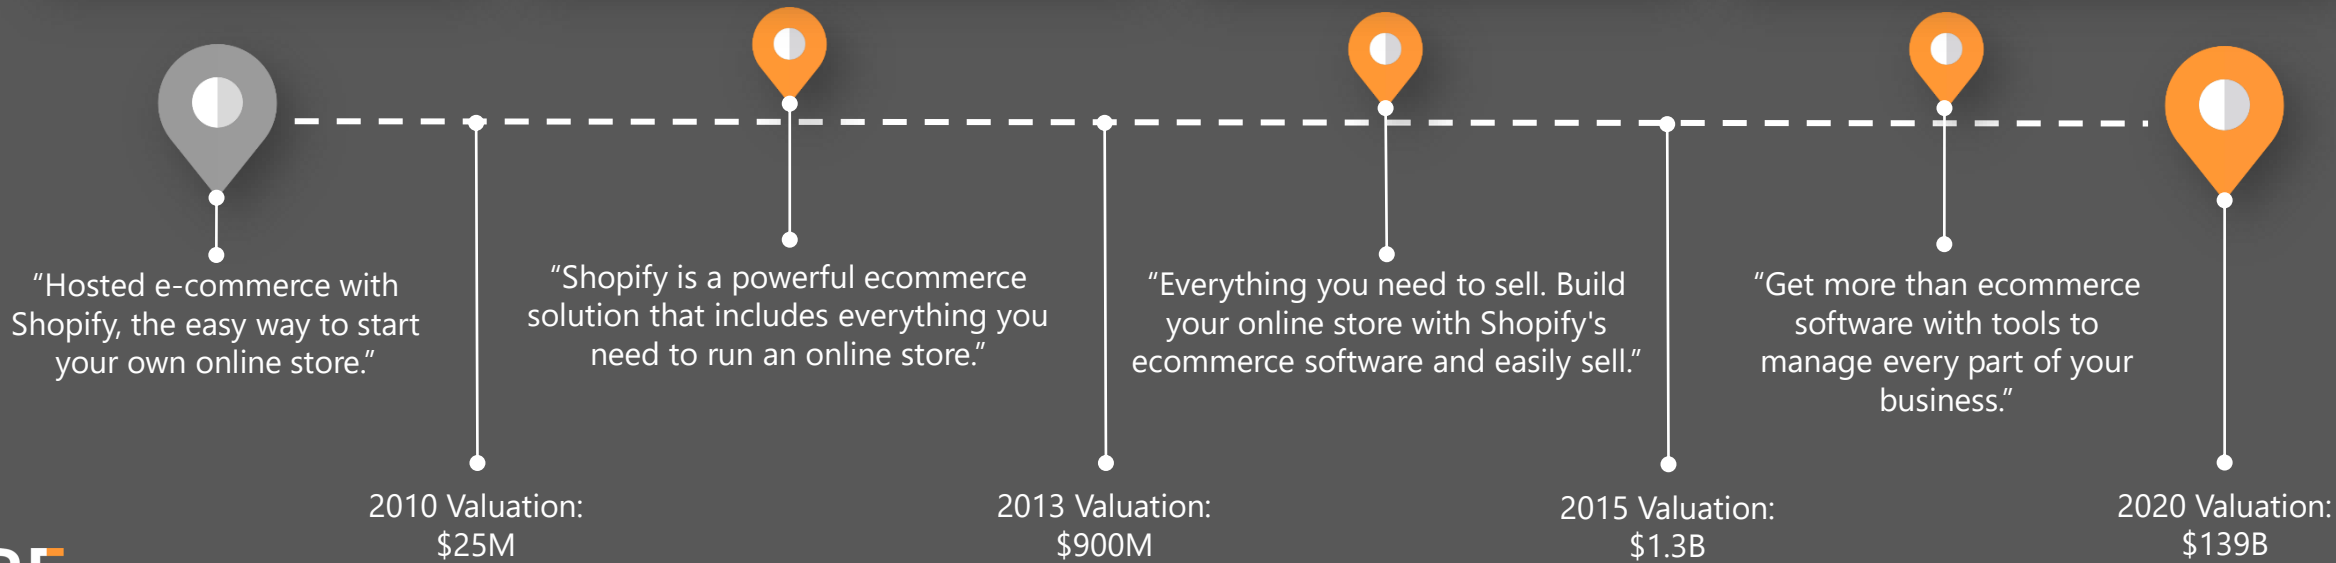 “Hosted e-commerce with
Shopify, the easy way to start
your own online store.”
“Shopify is a powerful ecommerce
solution that includes everything you
need to run an online store.”
“Everything you need to sell. Build
your online store with Shopify's
ecommerce software and easily sell.”
“Get more than ecommerce
software with tools to
manage every part of your
business.”
2010 Valuation:
$25M
2013 Valuation:
$900M
2015 Valuation:
$1.3B
2020 Valuation:
$139B